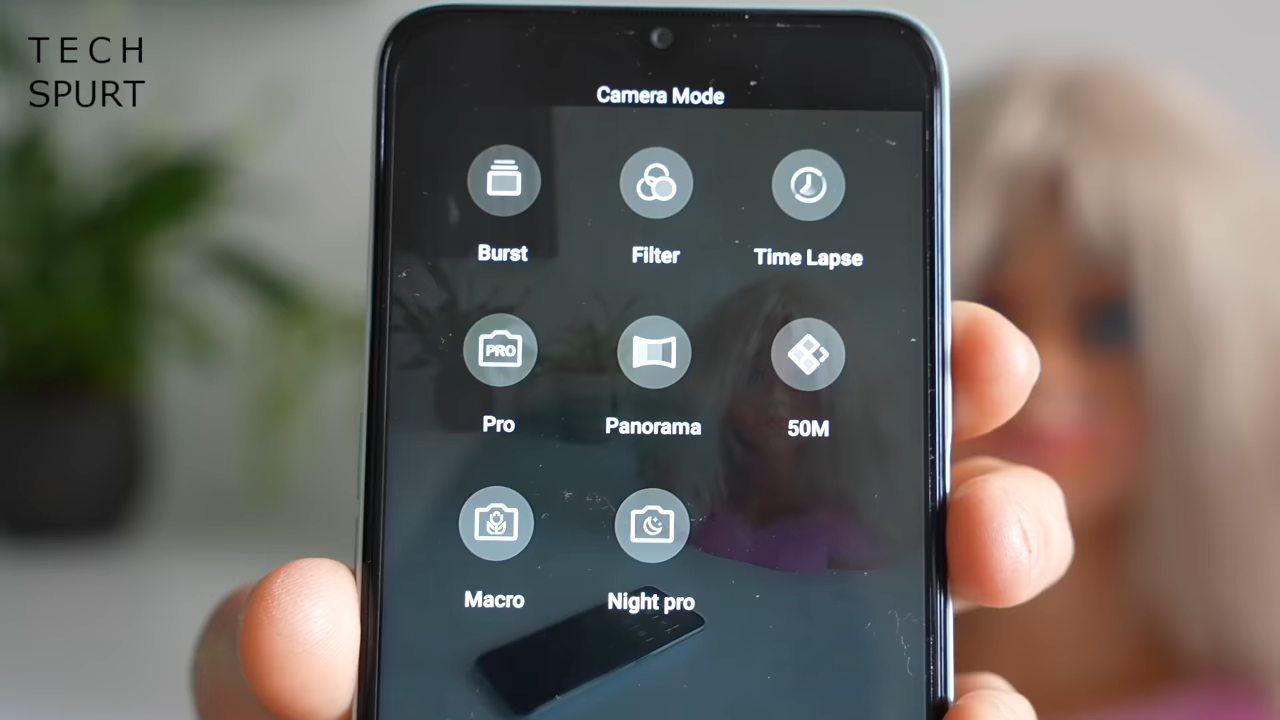 TECH
SPURT
Camera Mode
Burst Filter Time Lapse
PRO
Pro Panorama 50M
Macro Night pro